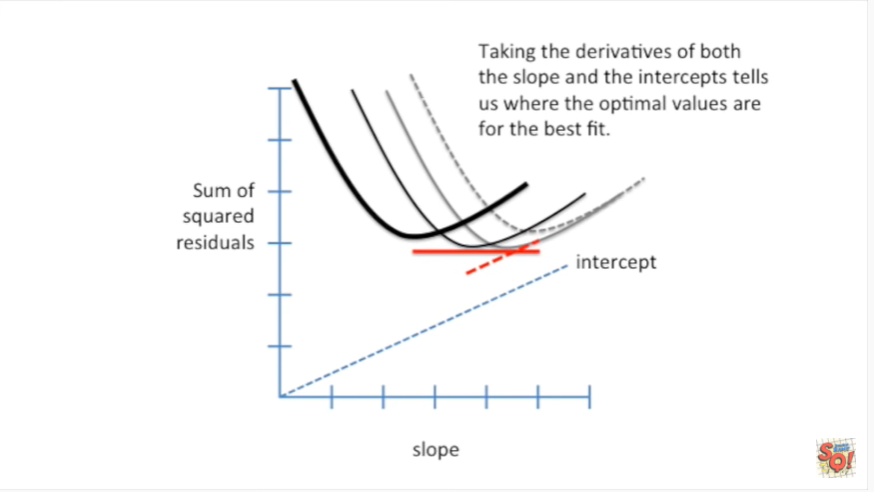 Taking the derivatives of both
the slope and the intercepts tells
us where the optimal values are
for the best fit.
Sum of
squared
residuals
intercept
slope
SQ!